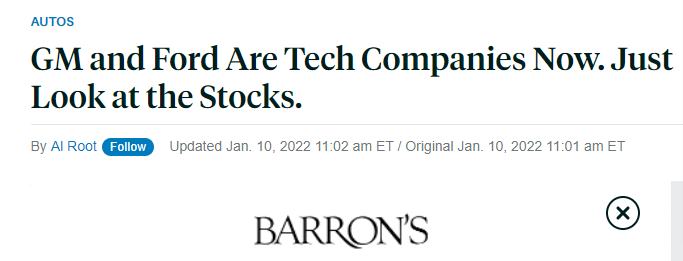 AUTOS
GM and Ford Are Tech Companies Now. Just
Look at the Stocks.
By Al Root Follow Updated Jan. 10, 2022 11:02 am ET / Original Jan. 10, 2022 11:01 am ET
BARRON'S